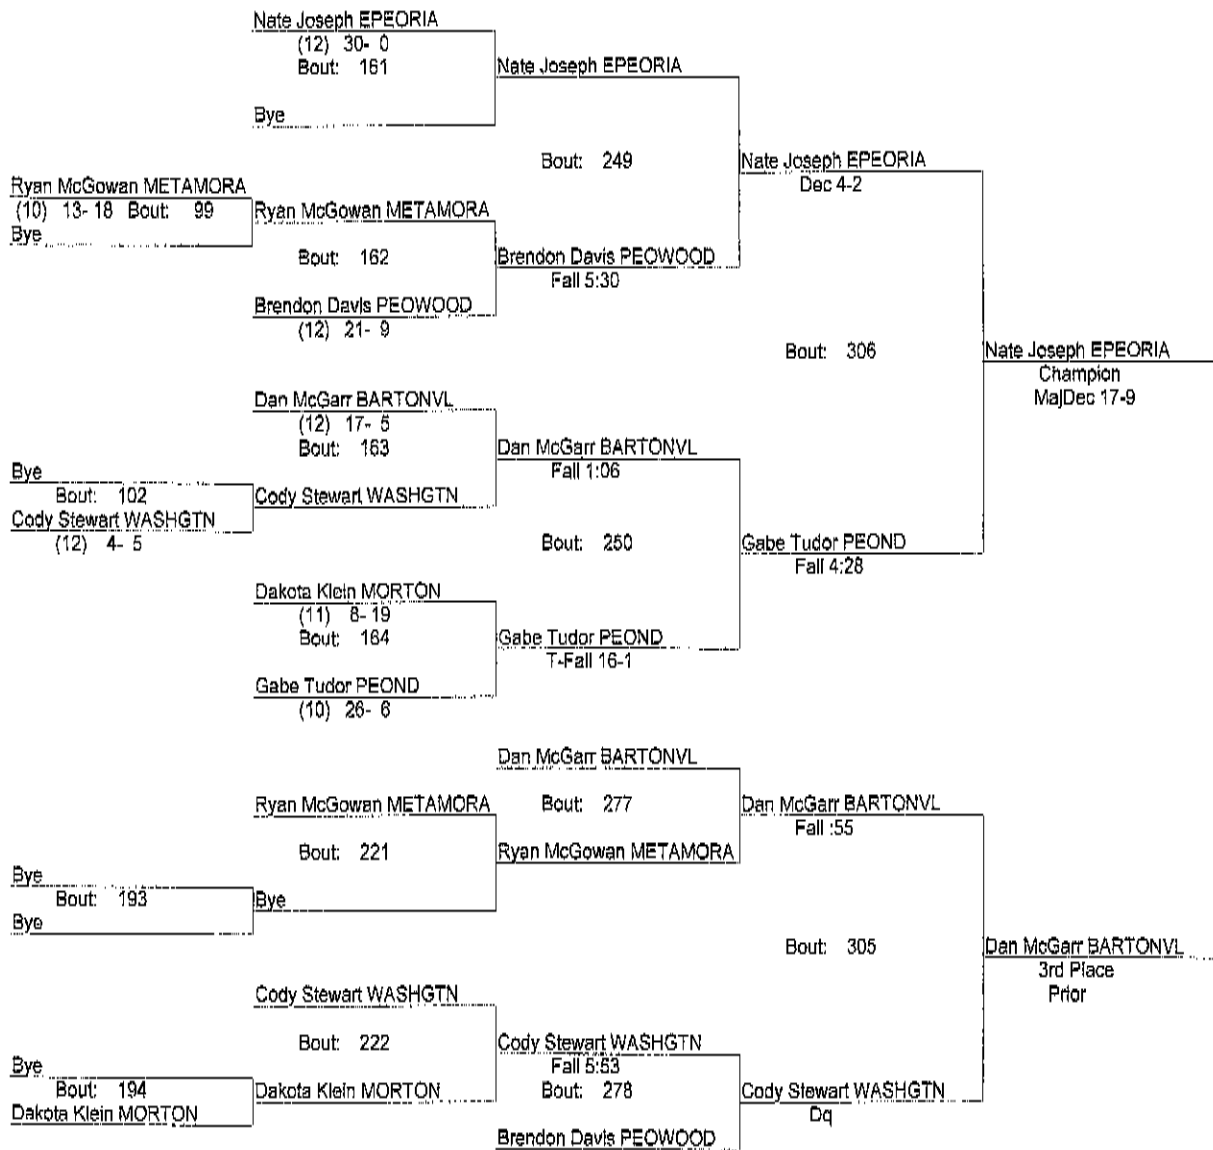 Nate Joseph EPEORIA
(12) 30- 0
Bout: 161
Nate Joseph EPEORIA
Bye
Bout: 249
Nate Joseph EPEORIA
Dec 4-2
Ryan McGowan METAMORA
(10) 13- 18 Bout: 99
Bye
Ryan McGowan METAMORA
Bout: 162
Brendon Davis PEOWOOD
Fall 5:30
Brendon Davis PEOWOOD
(12) 21- 9
Bout: 306
Nate Joseph EPEORIA
Champion
MajDec 17-9
Dan McGarr BARTONVL
(12) 17- 5
Bout: 163
Dan McGarr BARTONVL
Fall 1:06
Bye
Bout: 102
Cody Stewart WASHGTN
(12) 4- 5
Cody Stewart WASHGTN
Bout: 250
Gabe Tudor PEOND
Fall 4:28
Dakota Klein MORTON
(11) 8- 19
Bout: 164
Gabe Tudor PEOND
T-Fall 16-1
Gabe Tudor PEOND
(10) 26- 6
Dan McGarr BARTONVL
Ryan McGowan METAMORA
Bout: 277
Dan McGarr BARTONVL
Fall :55
Bout: 221
Ryan McGowan METAMORA
Bye
Bout: 193
Bye
Bye
Bout: 305
Dan McGarr BARTONVL
3rd Place
Prior
Cody Stewart WASHGTN
Bout: 222
Cody Stewart WASHGTN
Fall 5:53
Bye
Bout: 194
Dakota Klein MORTON
Dakota Klein MORTON
Bout: 278
Cody Stewart WASHGTN
Dq
Brendon Davis PEOWOOD